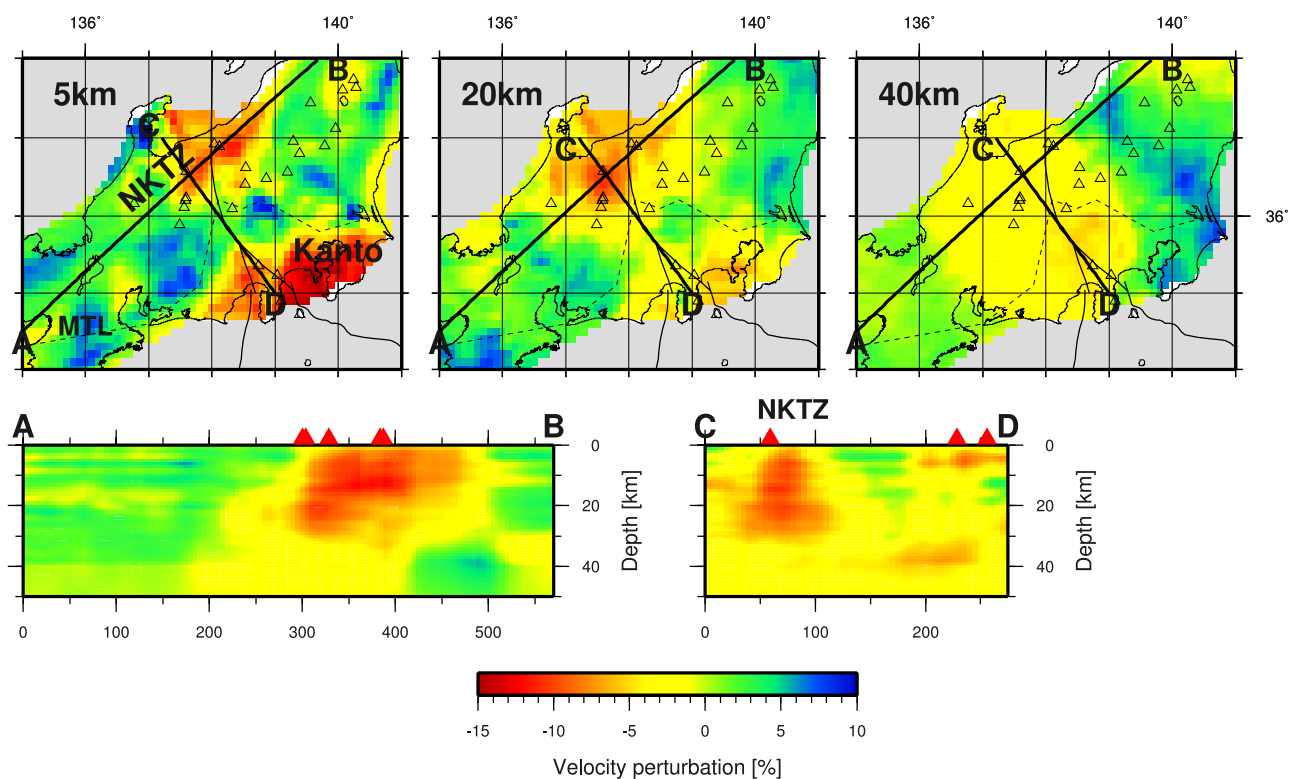 136˚ 140˚ 136˚ 140˚ 136˚ 140˚
B B B
5km 20km 40km
C C C
NKTZ
36˚
Kanto
D D D
MTL
A A A
NKTZ
A B C D
0 0
20 20
40 40
Depth [km] Depth [km]
0 100 200 300 400 500 0 100 200
-15 -10 -5 0 5 10
Velocity perturbation [%]